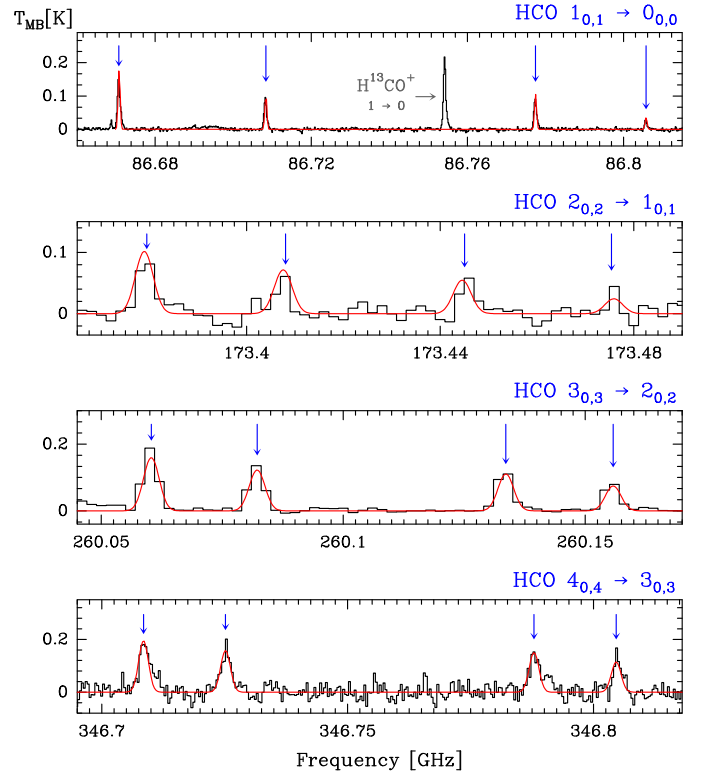 T_MB[K]
HCO 1_0,1 → 0_0,0
0.2
0.1
0
H¹³CO⁺
1 → 0
86.68 86.72 86.76 86.8
HCO 2_0,2 → 1_0,1
0.1
0
173.4 173.44 173.48
HCO 3_0,3 → 2_0,2
0.2
0
260.05 260.1 260.15
HCO 4_0,4 → 3_0,3
0.2
0
346.7 346.75 346.8
Frequency [GHz]